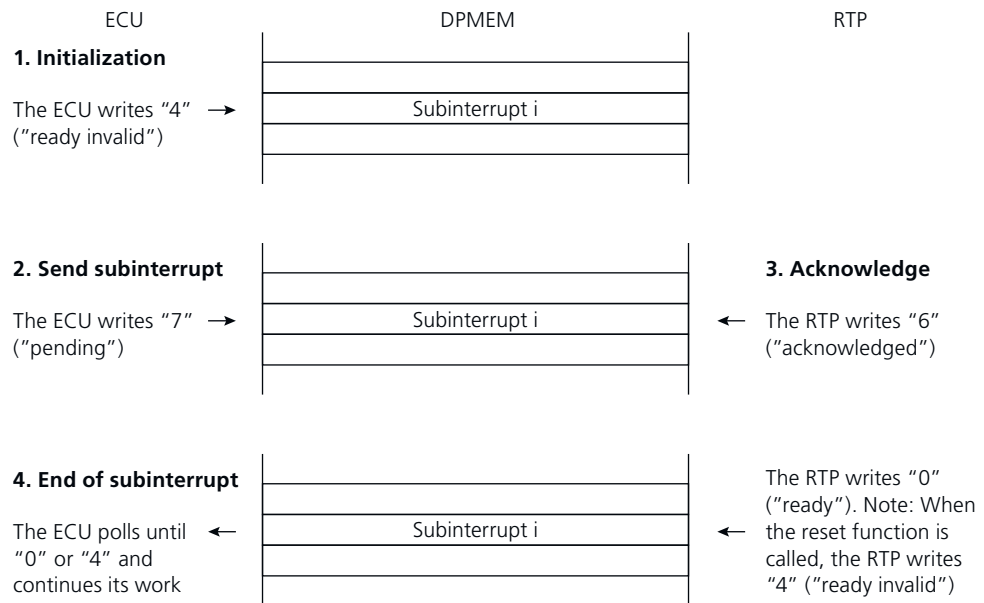 ECU
DPMEM
RTP
1. Initialization
The ECU writes “4”
(“ready invalid”)
Subinterrupt i
2. Send subinterrupt
The ECU writes “7”
(“pending”)
Subinterrupt i
3. Acknowledge
The RTP writes “6”
(“acknowledged”)
4. End of subinterrupt
The ECU polls until
“0” or “4” and
continues its work
Subinterrupt i
The RTP writes “0”
(“ready”). Note: When
the reset function is
called, the RTP writes
“4” (“ready invalid”)